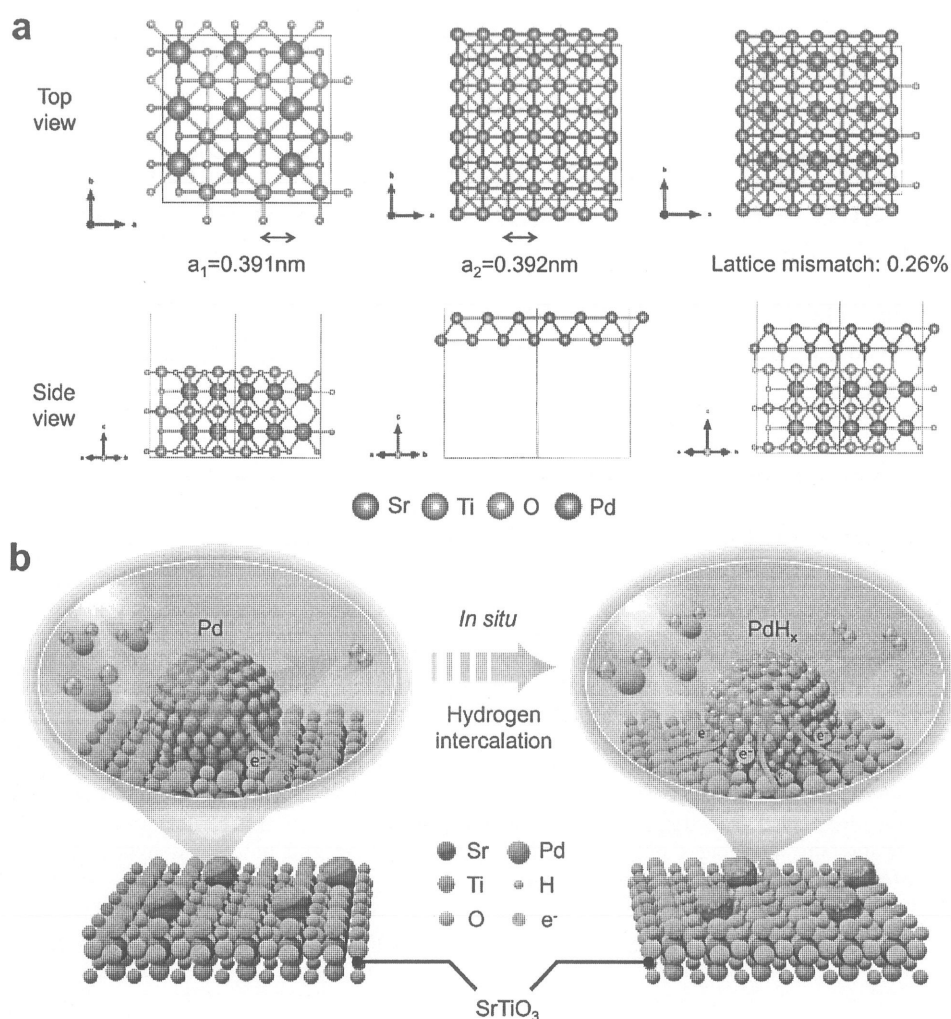 a
Top
view
b
a
b
a
b
a
a₁=0.391nm
a₂=0.392nm
Lattice mismatch: 0.26%
Side
view
c
a
b
c
a
b
c
a
b
Sr Ti O Pd
b
Pd
In situ
Hydrogen
intercalation
PdHₓ
e⁻
e⁻
e⁻
e⁻
e⁻
Sr Pd
Ti H
O e⁻
SrTiO₃